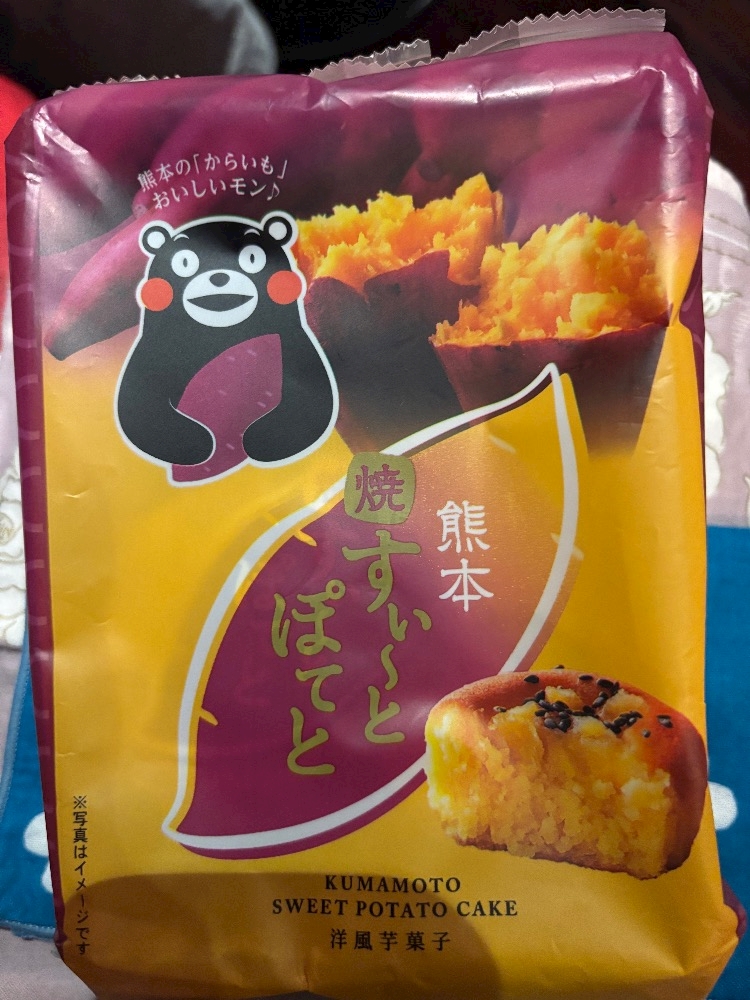 熊本の「からいも」
おいしいモン♪
熊本
焼
すぃ～と
ぽてと
※写真はイメージです
KUMAMOTO
SWEET POTATO CAKE
洋風芋菓子